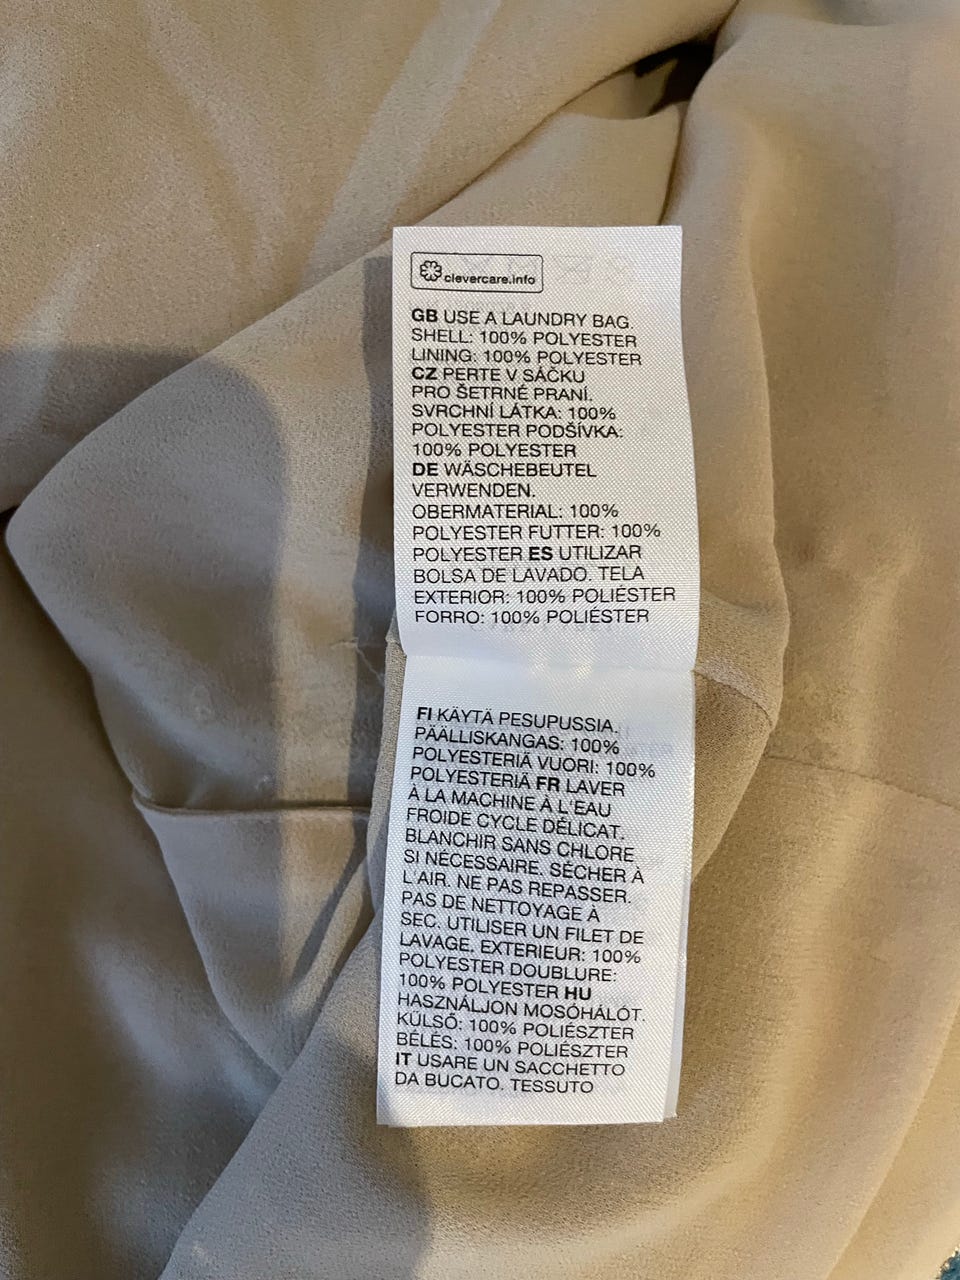 clevercare.info
GB USE A LAUNDRY BAG.
SHELL: 100% POLYESTER
LINING: 100% POLYESTER
CZ PERTE V SÁČKU
PRO ŠETRNÉ PRANÍ.
SVRCHNÍ LÁTKA: 100%
POLYESTER PODŠÍVKA:
100% POLYESTER
DE WÄSCHEBEUTEL
VERWENDEN.
OBERMATERIAL: 100%
POLYESTER FUTTER: 100%
POLYESTER ES UTILIZAR
BOLSA DE LAVADO. TELA
EXTERIOR: 100% POLIÉSTER
FORRO: 100% POLIÉSTER
FI KÄYTÄ PESUPUSSIA.
PÄÄLLISKANGAS: 100%
POLYESTERIÄ VUORI: 100%
POLYESTERIÄ FR LAVER
À LA MACHINE À L'EAU
FROIDE CYCLE DÉLICAT.
BLANCHIR SANS CHLORE
SI NÉCESSAIRE. SÉCHER À
L'AIR. NE PAS REPASSER.
PAS DE NETTOYAGE À
SEC. UTILISER UN FILET DE
LAVAGE. EXTERIEUR: 100%
POLYESTER DOUBLURE:
100% POLYESTER HU
HASZNÁLJON MOSÓHÁLÓT.
KÜLSŐ: 100% POLIÉSZTER
BÉLÉS: 100% POLIÉSZTER
IT USARE UN SACCHETTO
DA BUCATO. TESSUTO